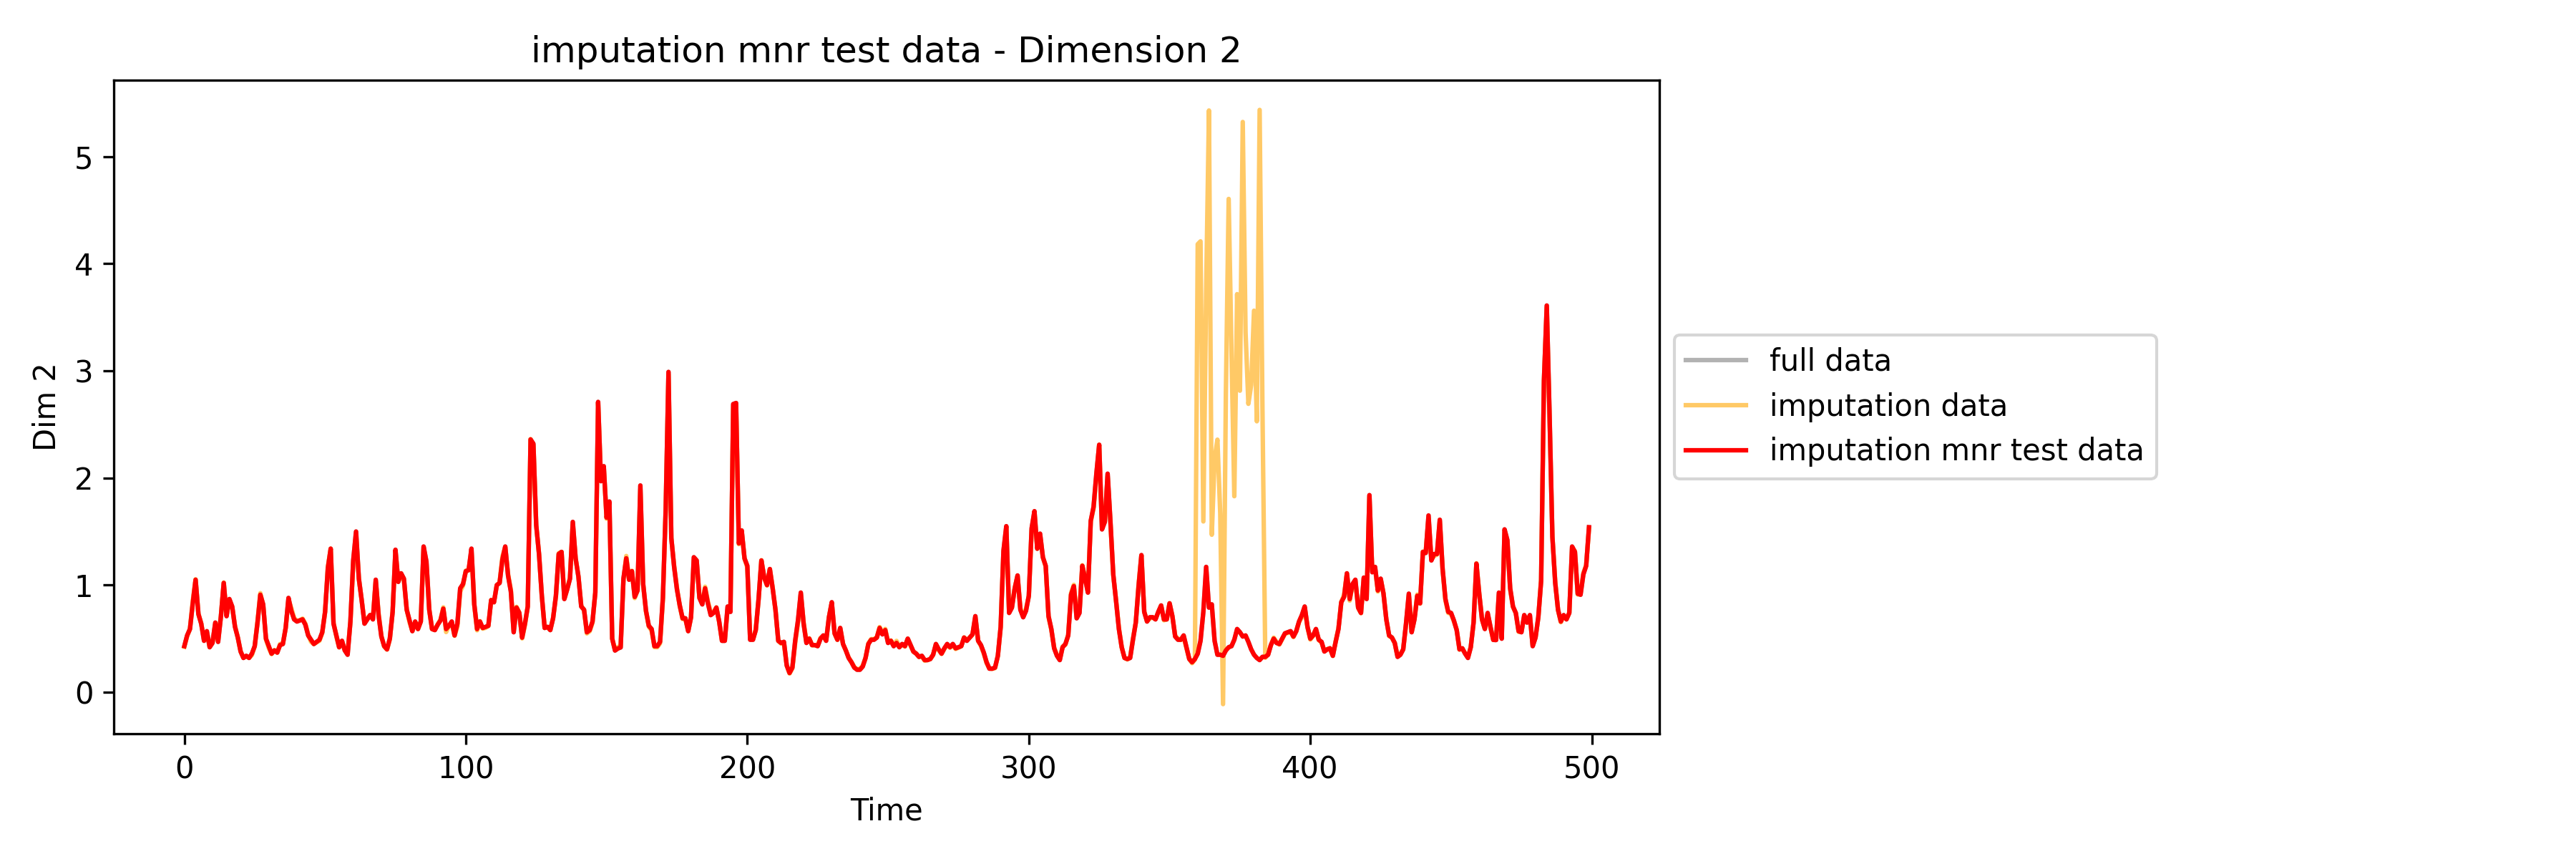 imputation mnr test data - Dimension 2
5
4
3
2
1
0
Dim 2
0 100 200 300 400 500
Time
full data
imputation data
imputation mnr test data